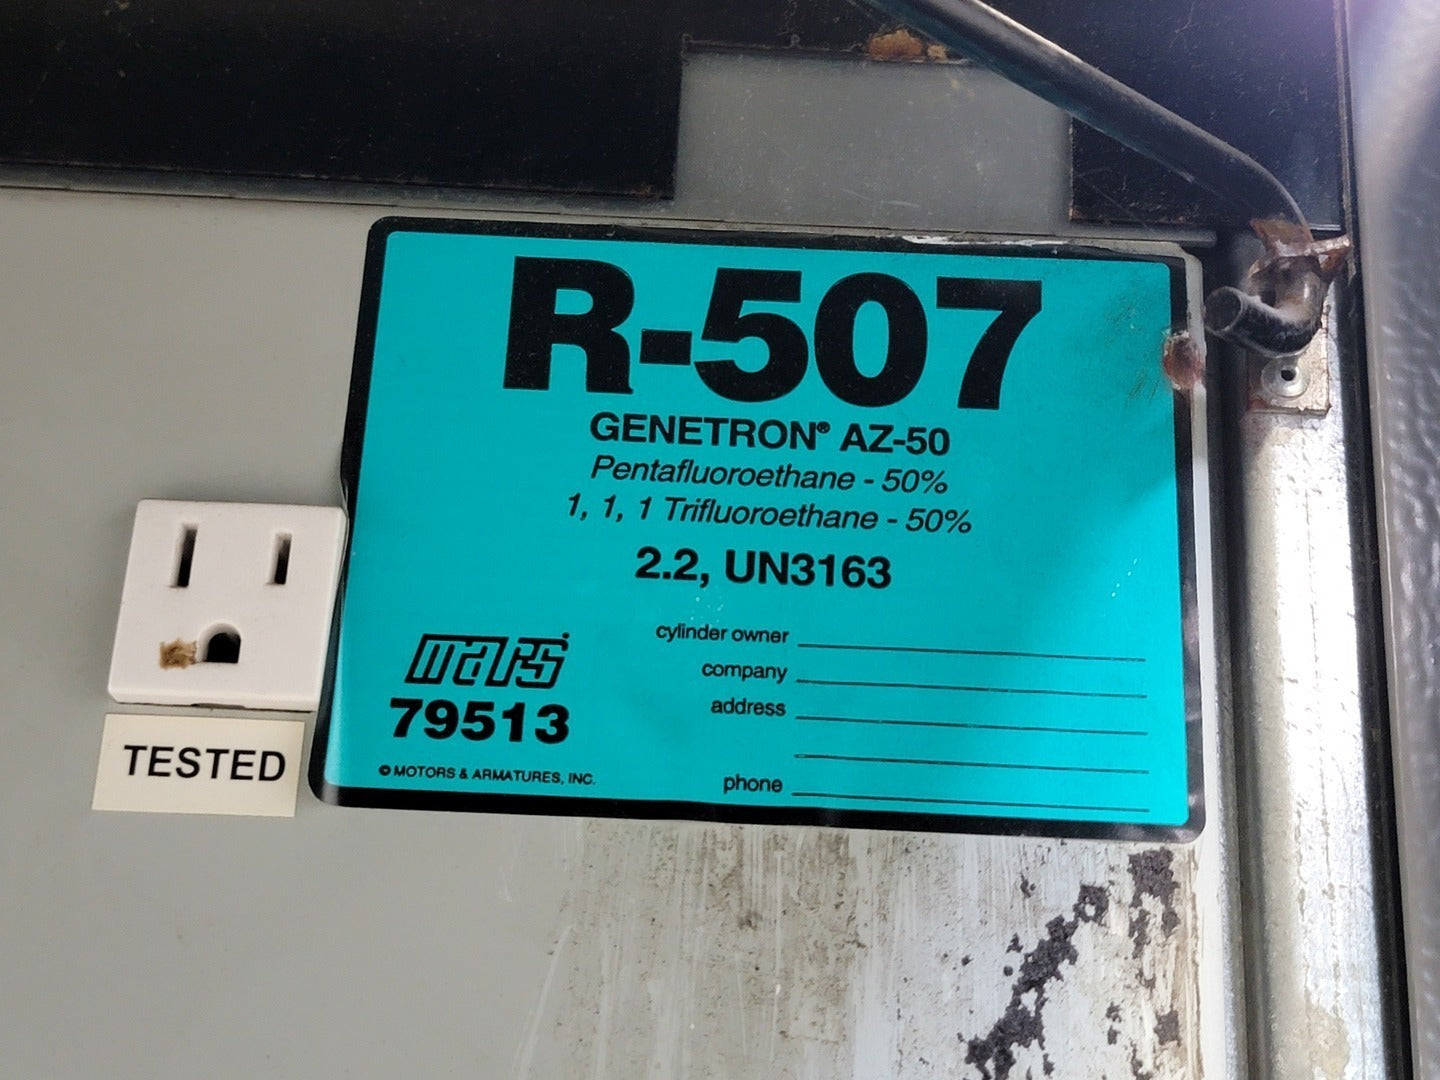 R-507
GENETRON® AZ-50
Pentafluoroethane - 50%
1, 1, 1 Trifluoroethane - 50%
2.2, UN3163
cylinder owner
company
address
phone
mars
79513
© MOTORS & ARMATURES, INC.
TESTED